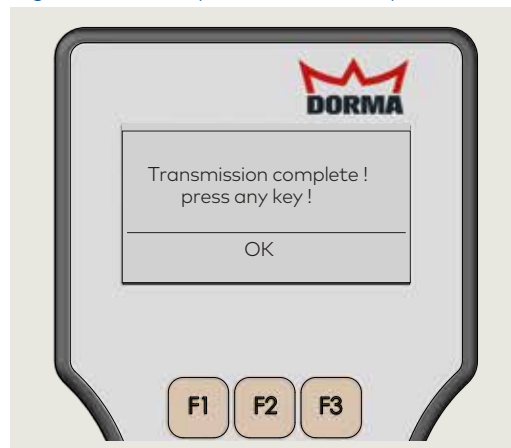 DORMA
Transmission complete !
press any key !
OK
F1 F2 F3